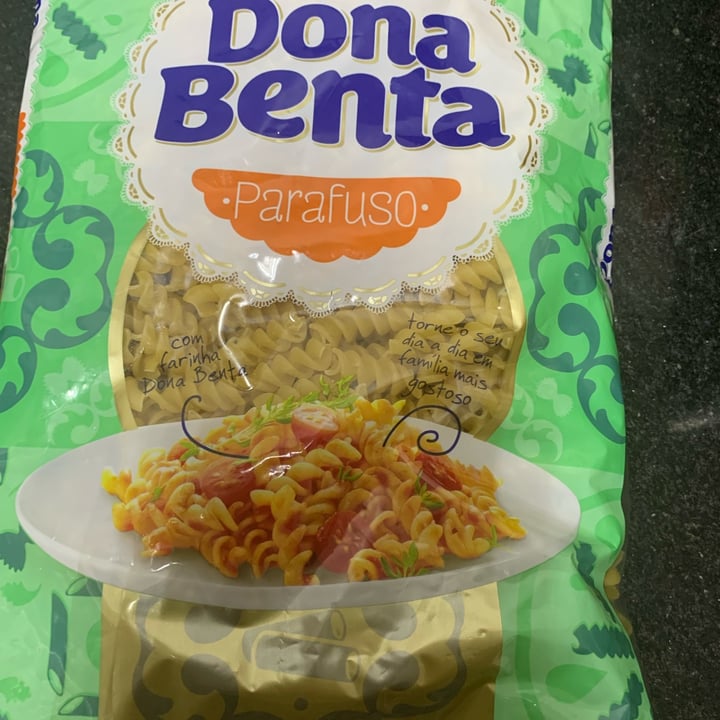 Dona
Benta
Parafuso
com
farinha
Dona Benta
torne o seu
dia a dia em
família mais
gostoso